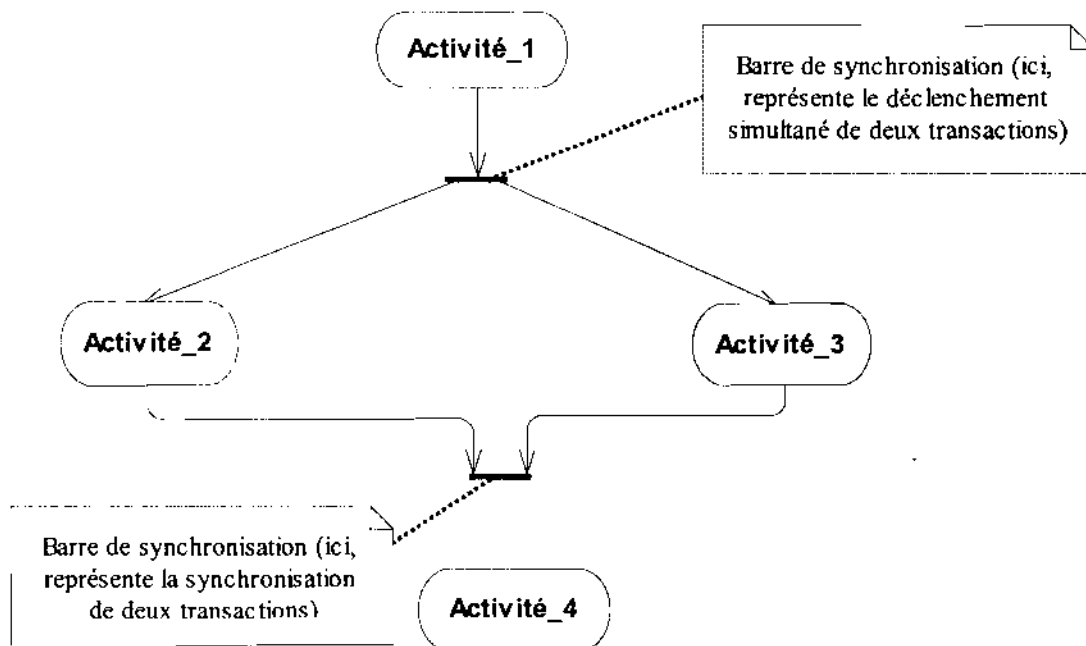 Activité_1
Barre de synchronisation (ici,
représente le déclenchement
simultané de deux transactions)
Activité_2
Activité_3
Barre de synchronisation (ici,
représente la synchronisation
de deux transactions)
Activité_4